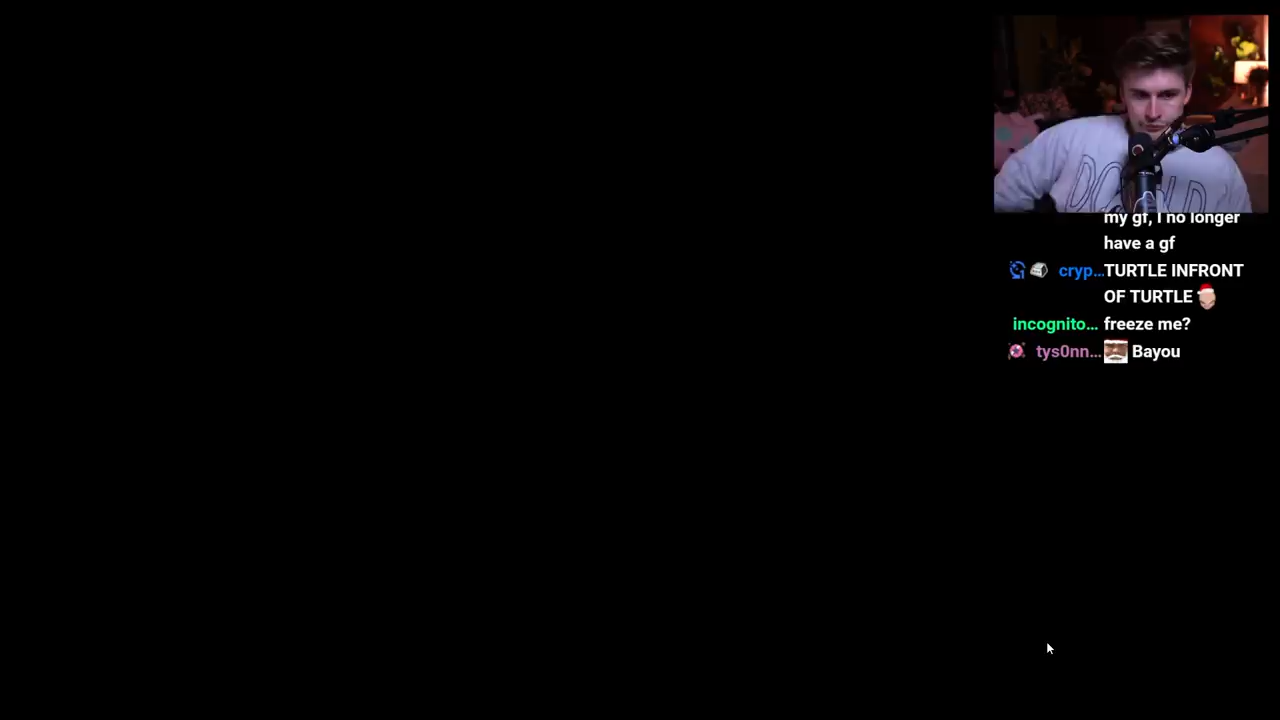 my gf, I no longer
have a gf
cryp… TURTLE INFRONT
OF TURTLE
incognito… freeze me?
tys0nn… Bayou